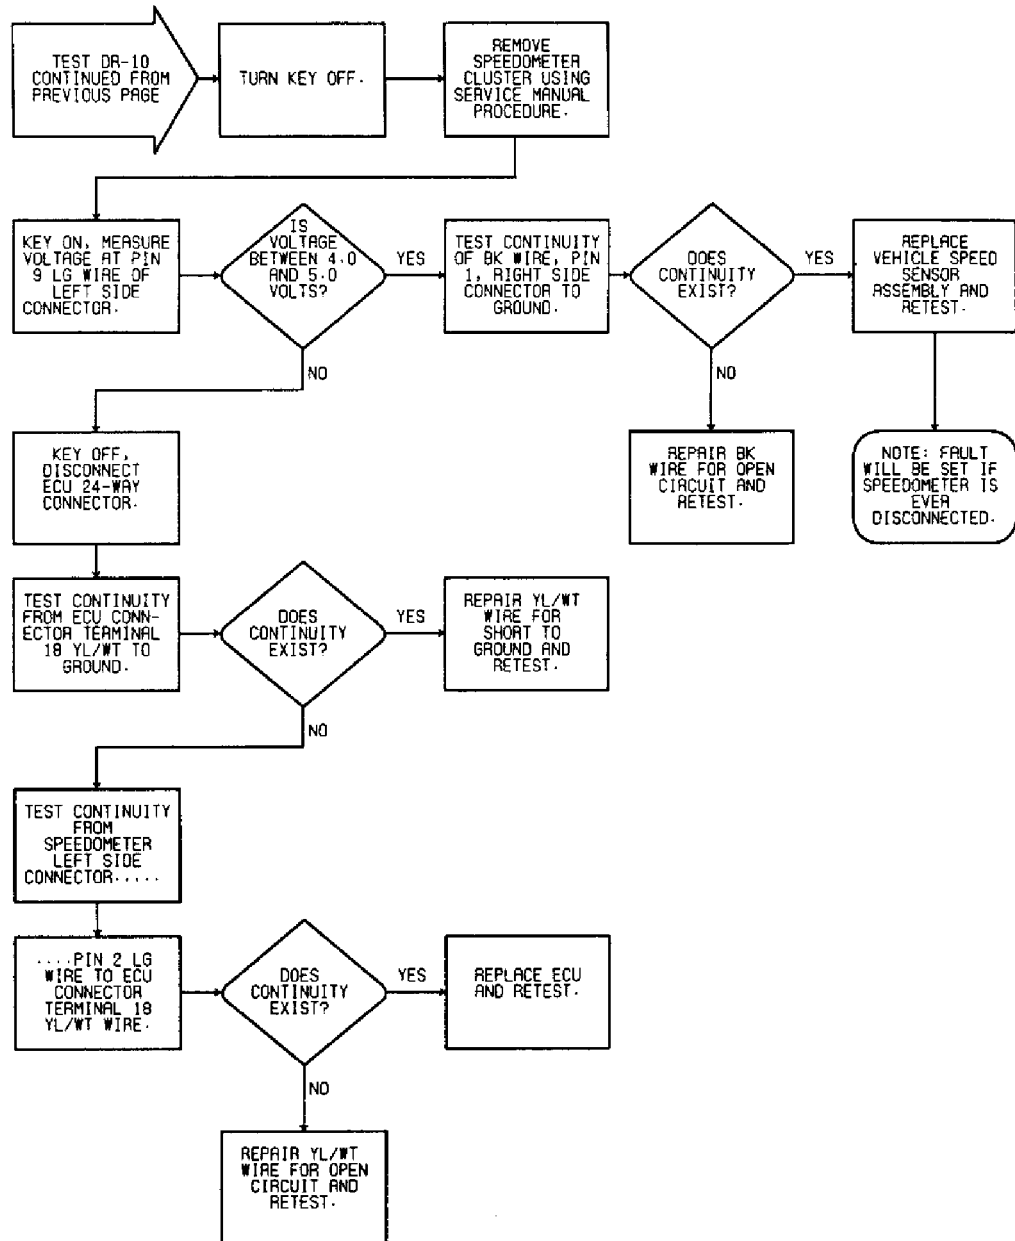 TEST DR-10
CONTINUED FROM
PREVIOUS PAGE
TURN KEY OFF.
REMOVE
SPEEDOMETER
CLUSTER USING
SERVICE MANUAL
PROCEDURE.
KEY ON, MEASURE
VOLTAGE AT PIN
9 LG WIRE OF
LEFT SIDE
CONNECTOR.
IS
VOLTAGE
BETWEEN 4.0
AND 5.0
VOLTS?
YES
TEST CONTINUITY
OF BK WIRE, PIN
1, RIGHT SIDE
CONNECTOR TO
GROUND.
DOES
CONTINUITY
EXIST?
YES
REPLACE
VEHICLE SPEED
SENSOR
ASSEMBLY AND
RETEST.
NO
NO
KEY OFF,
DISCONNECT
ECU 24-WAY
CONNECTOR.
REPAIR BK
WIRE FOR OPEN
CIRCUIT AND
RETEST.
NOTE: FAULT
WILL BE SET IF
SPEEDOMETER IS
EVER
DISCONNECTED.
TEST CONTINUITY
FROM ECU CONN-
ECTOR TERMINAL
18 YL/WT TO
GROUND.
DOES
CONTINUITY
EXIST?
YES
REPAIR YL/WT
WIRE FOR
SHORT TO
GROUND AND
RETEST.
NO
TEST CONTINUITY
FROM
SPEEDOMETER
LEFT SIDE
CONNECTOR.....
....PIN 2 LG
WIRE TO ECU
CONNECTOR
TERMINAL 18
YL/WT WIRE.
DOES
CONTINUITY
EXIST?
YES
REPLACE ECU
AND RETEST.
NO
REPAIR YL/WT
WIRE FOR OPEN
CIRCUIT AND
RETEST.